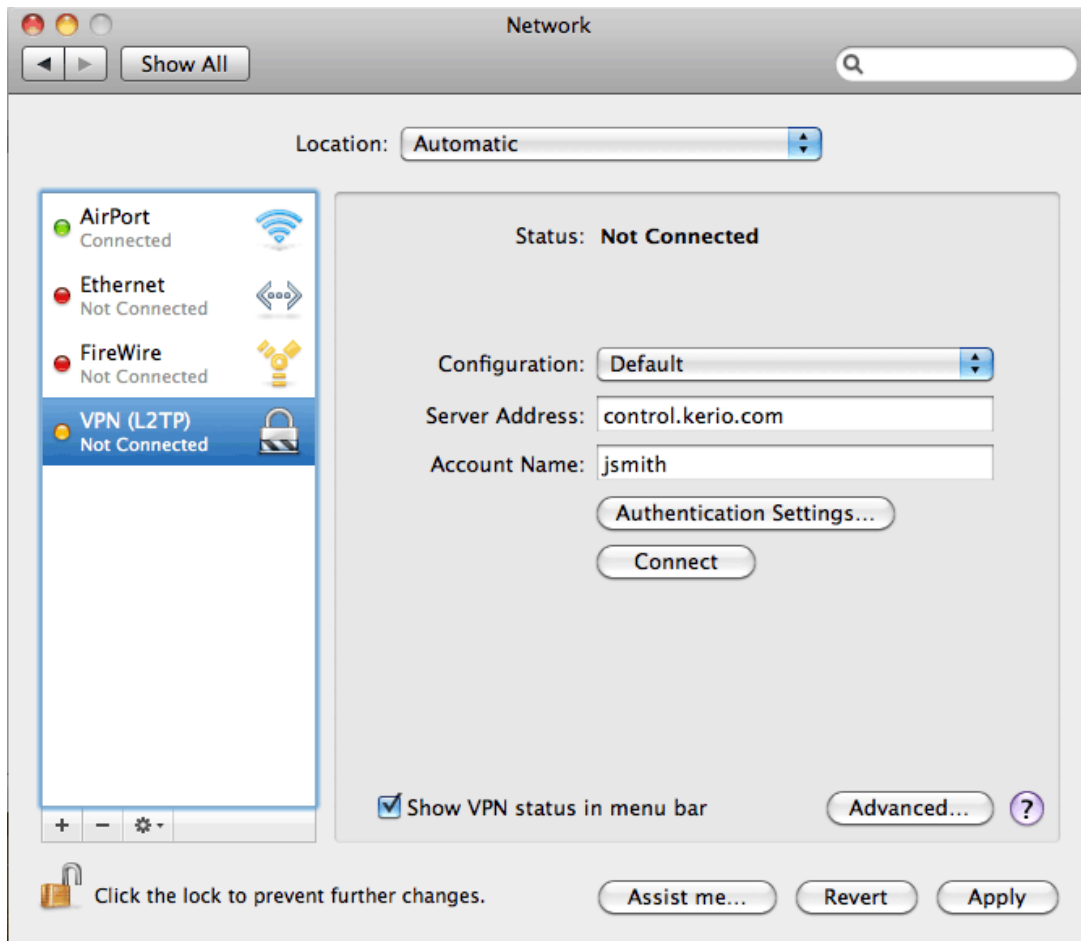 Network
Show All
Location: Automatic
AirPort
Connected
Ethernet
Not Connected
FireWire
Not Connected
VPN (L2TP)
Not Connected
Status: Not Connected
Configuration: Default
Server Address: control.kerio.com
Account Name: jsmith
Authentication Settings...
Connect
Show VPN status in menu bar
Advanced...
?
Click the lock to prevent further changes.
Assist me...
Revert
Apply